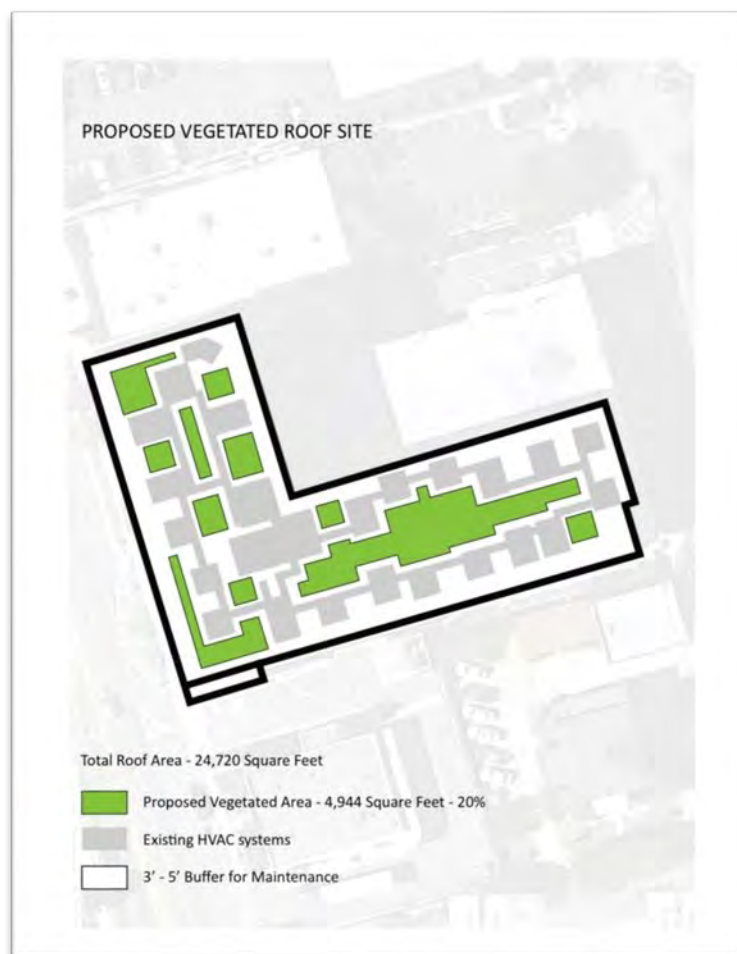 PROPOSED VEGETATED ROOF SITE
Total Roof Area - 24,720 Square Feet
Proposed Vegetated Area - 4,944 Square Feet - 20%
Existing HVAC systems
3' - 5' Buffer for Maintenance